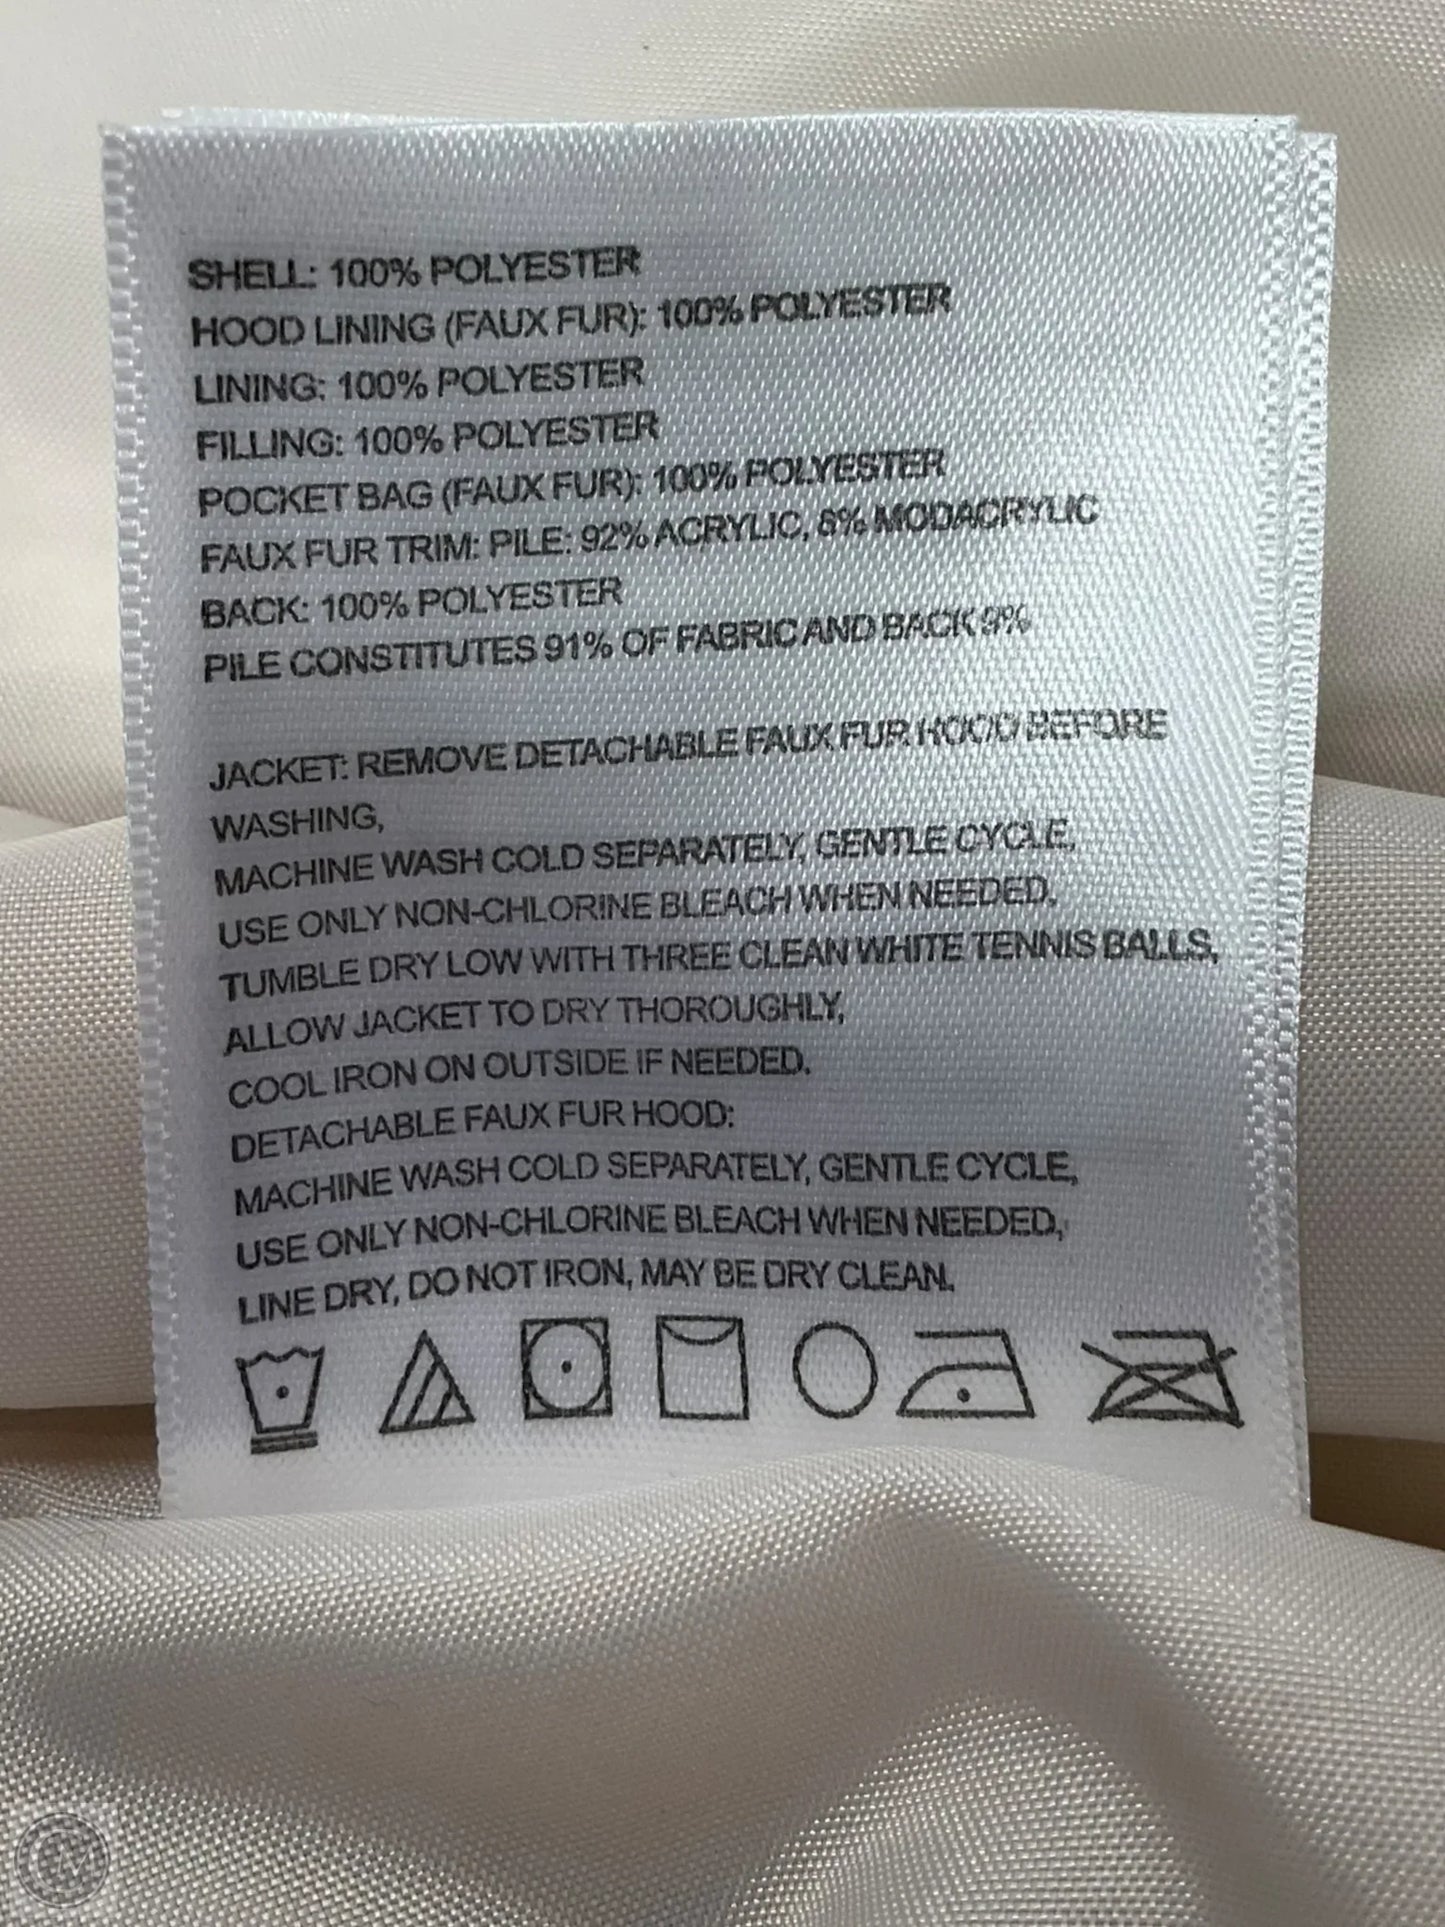 SHELL: 100% POLYESTER
HOOD LINING (FAUX FUR): 100% POLYESTER
LINING: 100% POLYESTER
FILLING: 100% POLYESTER
POCKET BAG (FAUX FUR): 100% POLYESTER
FAUX FUR TRIM: PILE: 92% ACRYLIC, 8% MODACRYLIC
BACK: 100% POLYESTER
PILE CONSTITUTES 91% OF FABRIC AND BACK 9%
JACKET: REMOVE DETACHABLE FAUX FUR HOOD BEFORE
WASHING,
MACHINE WASH COLD SEPARATELY, GENTLE CYCLE,
USE ONLY NON-CHLORINE BLEACH WHEN NEEDED,
TUMBLE DRY LOW WITH THREE CLEAN WHITE TENNIS BALLS,
ALLOW JACKET TO DRY THOROUGHLY,
COOL IRON ON OUTSIDE IF NEEDED.
DETACHABLE FAUX FUR HOOD:
MACHINE WASH COLD SEPARATELY, GENTLE CYCLE,
USE ONLY NON-CHLORINE BLEACH WHEN NEEDED,
LINE DRY, DO NOT IRON, MAY BE DRY CLEAN.